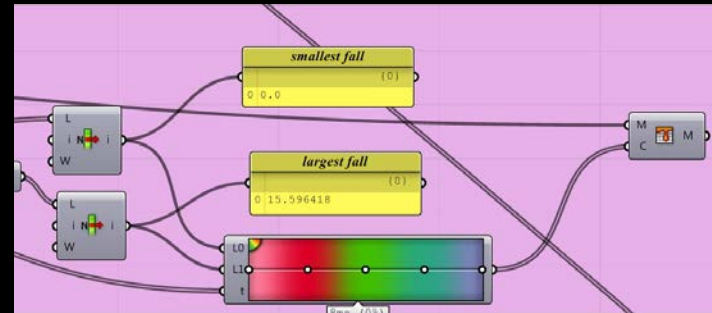 smallest fall
{0}
0 0.0
L
i N i
W
M
C
M
largest fall
{0}
0 15.596418
L
i N i
W
L0
L1
t